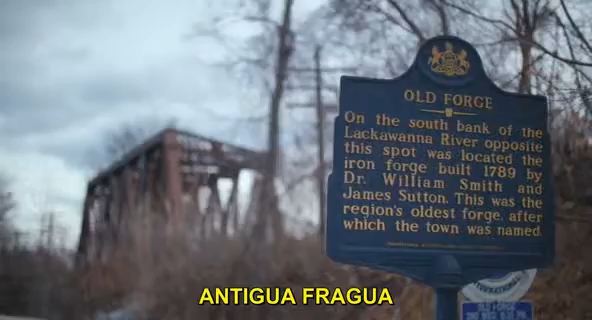 OLD FORGE
On the south bank of the
Lackawanna River opposite
this spot was located the
iron forge built 1789 by
Dr. William Smith and
James Sutton. This was the
region's oldest forge, after
which the town was named.
OLD FORGE
ANTIGUA FRAGUA